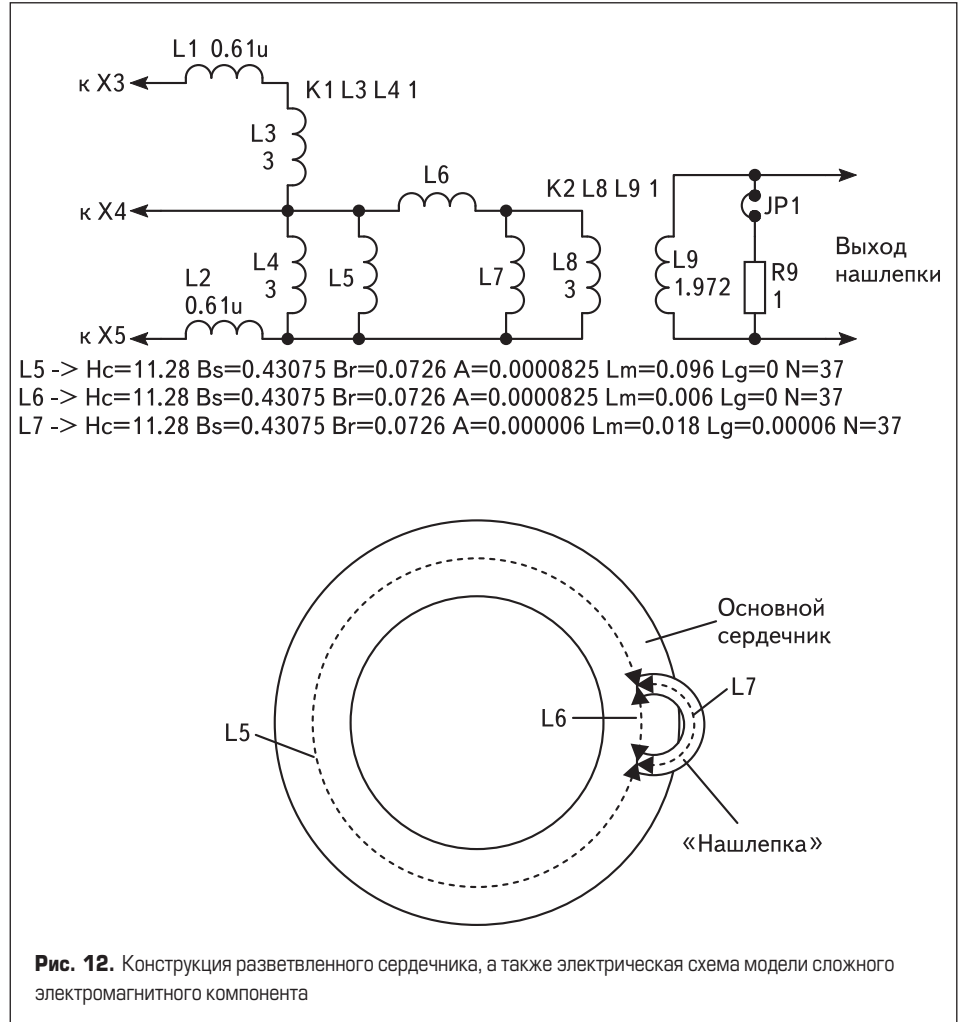 L1 0.61u
к X3
K1 L3 L4 1
L3
3
L6
K2 L8 L9 1
к X4
JP1
L4
3
L5
L7
L8
3
L9
1.972
R9
1
Выход
нашлепки
L2
0.61u
к X5
L5 -> Hc=11.28 Bs=0.43075 Br=0.0726 A=0.0000825 Lm=0.096 Lg=0 N=37
L6 -> Hc=11.28 Bs=0.43075 Br=0.0726 A=0.0000825 Lm=0.006 Lg=0 N=37
L7 -> Hc=11.28 Bs=0.43075 Br=0.0726 A=0.000006 Lm=0.018 Lg=0.00006 N=37
Основной
сердечник
L7
L6
L5
«Нашлепка»
Рис. 12. Конструкция разветвленного сердечника, а также электрическая схема модели сложного
электромагнитного компонента